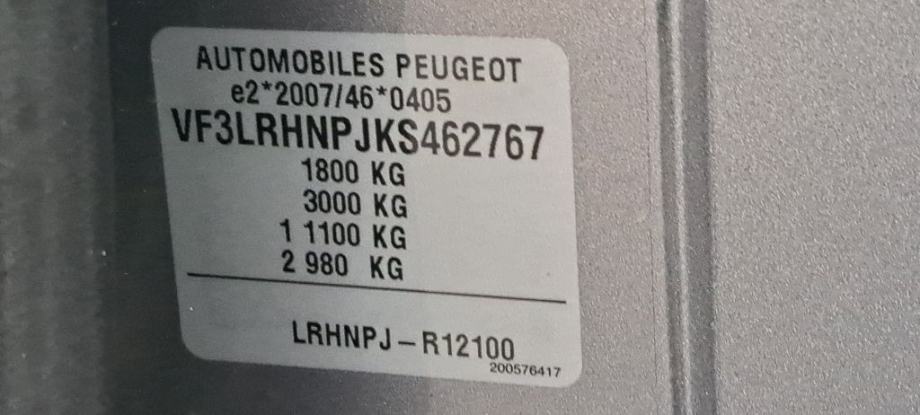 AUTOMOBILES PEUGEOT
e2*2007/46*0405
VF3LRHNPJKS462767
1800 KG
3000 KG
1 1100 KG
2 980 KG
LRHNPJ-R12100
200576417